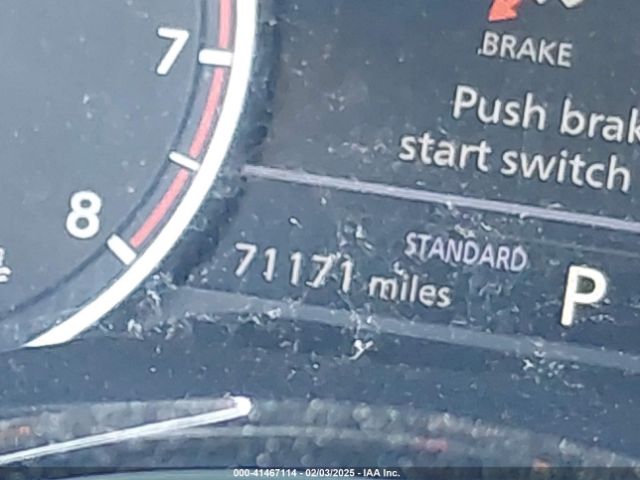 7
8
BRAKE
Push brak
start switch
STANDARD
71171 miles
P
000-41467114 - 02/03/2025 - IAA Inc.